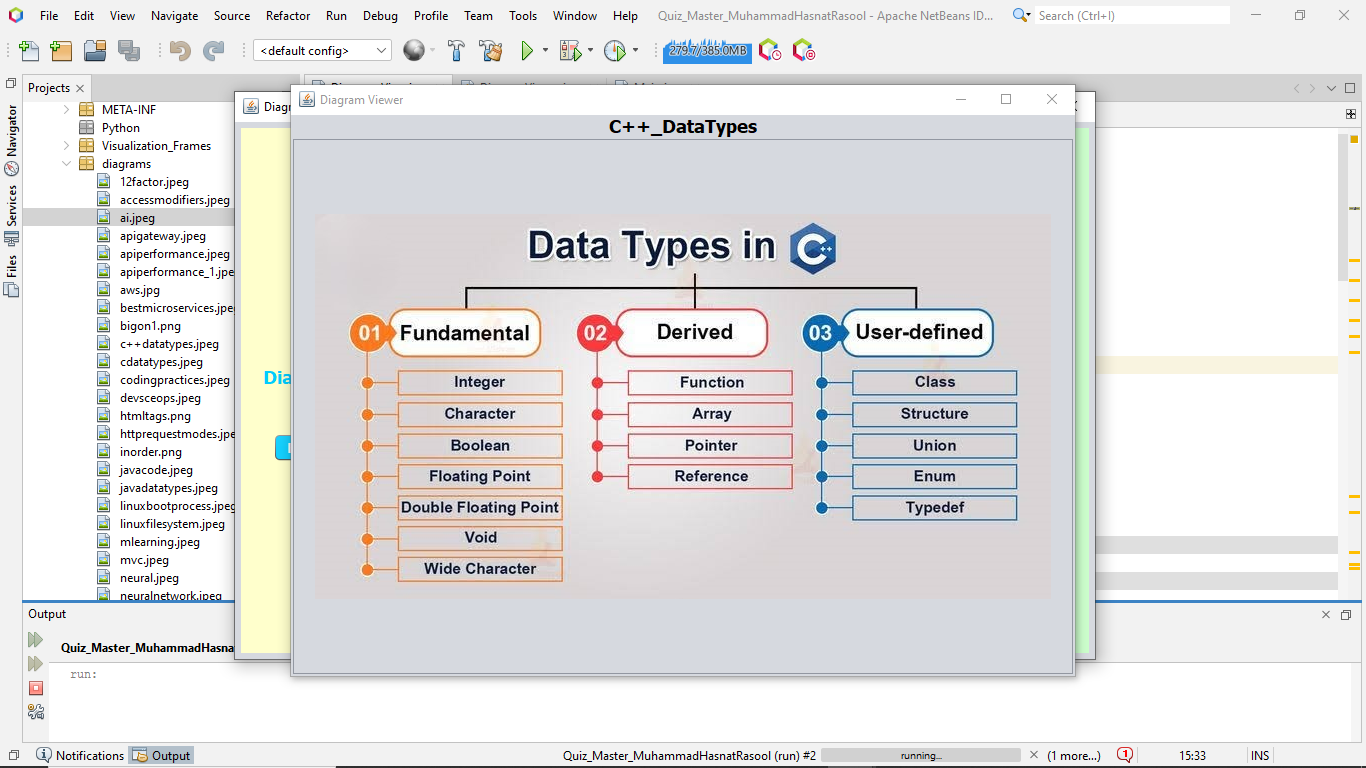 File Edit View Navigate Source Refactor Run Debug Profile Team Tools Window Help Quiz_Master_MuhammadHasnatRasool - Apache NetBeans ID... Search (Ctrl+I)
<default config> 279.7/385.0MB
Projects
Navigator
Services
Files
META-INF
Python
Visualization_Frames
diagrams
12factor.jpeg
accessmodifiers.jpeg
ai.jpeg
apigateway.jpeg
apiperformance.jpeg
apiperformance_1.jpe
aws.jpg
bestmicroservices.jpe
bigon1.png
c++datatypes.jpeg
cdatatypes.jpeg
codingpractices.jpeg
devsceops.jpeg
htmltags.png
httprequestmodes.jpe
inorder.png
javacode.jpeg
javadatatypes.jpeg
linuxbootprocess.jpeg
linuxfilesystem.jpeg
mlearning.jpeg
mvc.jpeg
neural.jpeg
neuralnetwork.jpeg
Diag
Dia
Diagram Viewer
C++_DataTypes
Data Types in C++
01 Fundamental
Integer
Character
Boolean
Floating Point
Double Floating Point
Void
Wide Character
02 Derived
Function
Array
Pointer
Reference
03 User-defined
Class
Structure
Union
Enum
Typedef
Output
Quiz_Master_MuhammadHasna
run:
Notifications Output Quiz_Master_MuhammadHasnatRasool (run) #2 running... (1 more...) 1 15:33 INS